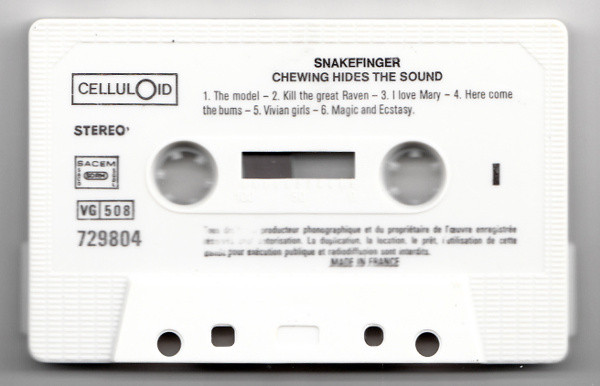 SNAKEFINGER
CHEWING HIDES THE SOUND
CELLULOID
1. The model – 2. Kill the great Raven – 3. I love Mary – 4. Here come
the bums – 5. Vivian girls – 6. Magic and Ecstasy.
STEREO
SACEM
VG 508
729804
I
producteur phonographique et du propriétaire de l'œuvre enregistrée
autorisation. La duplication, la location, le prêt, l'utilisation de cette
pour exécution publique et radiodiffusion sont interdits.
MADE IN FRANCE